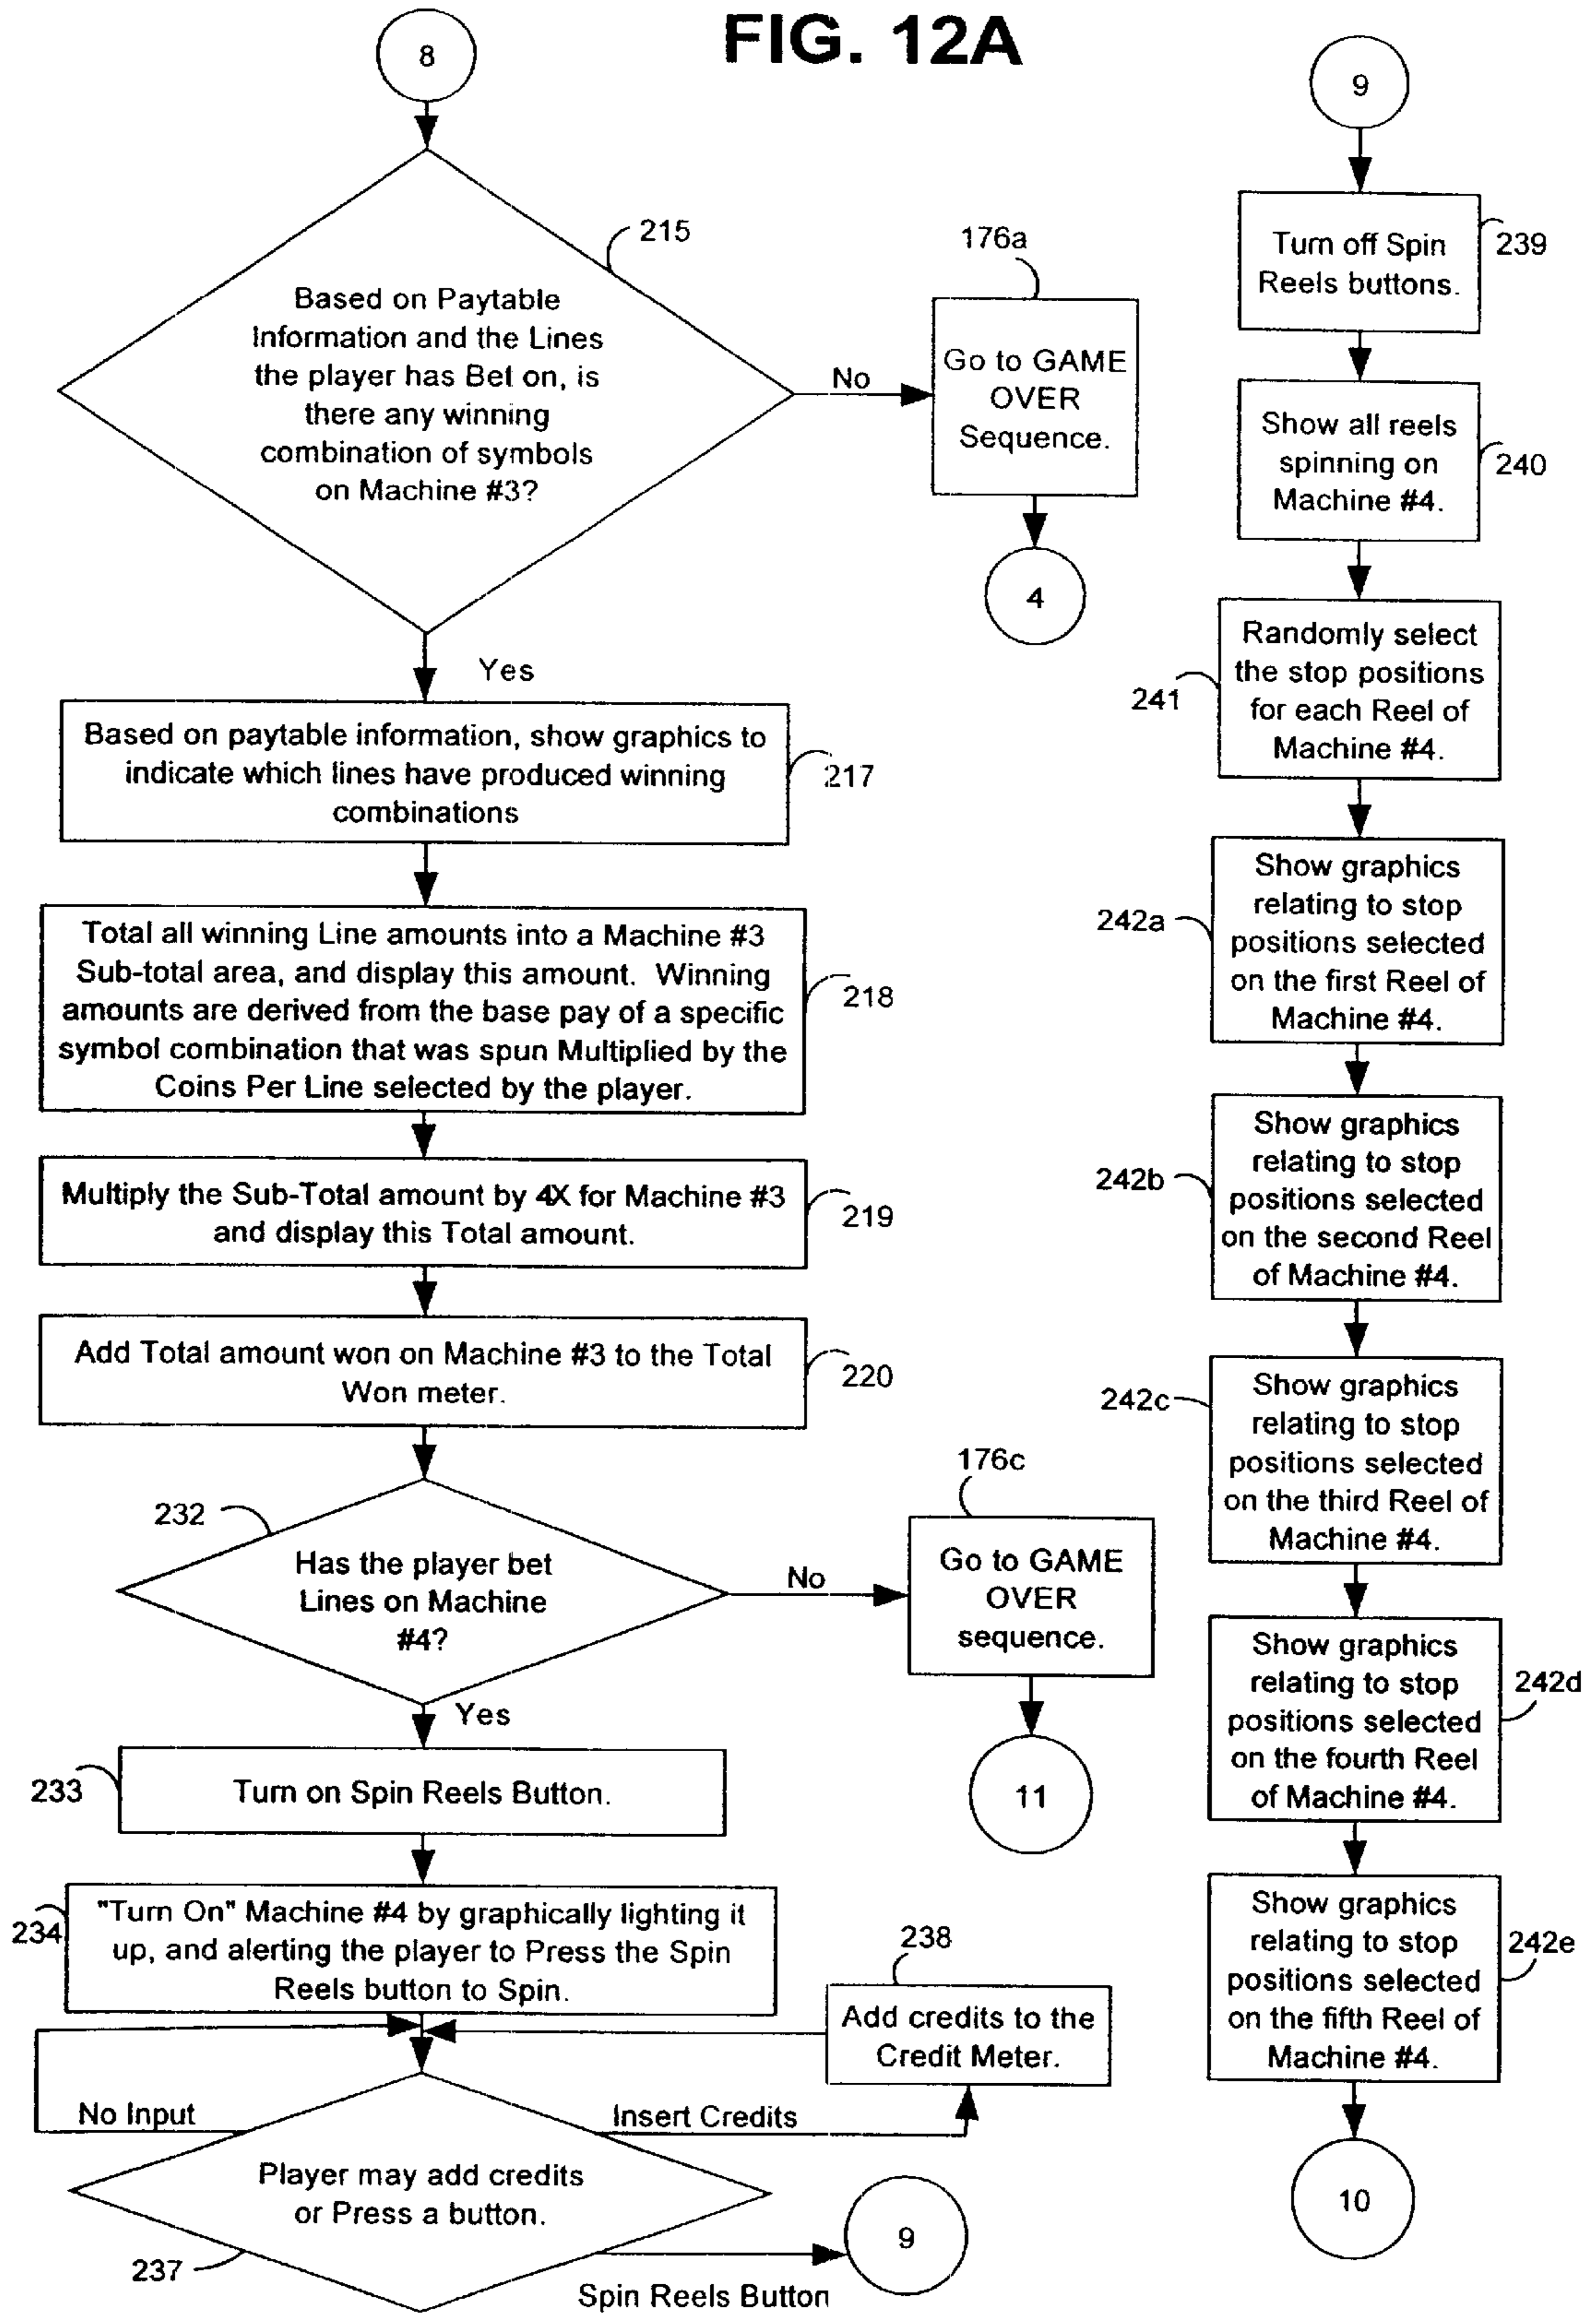 FIG. 12A
8
215
Based on Paytable
Information and the Lines
the player has Bet on, is
there any winning
combination of symbols
on Machine #3?
No
176a
Go to GAME
OVER
Sequence.
4
Yes
Based on paytable information, show graphics to
indicate which lines have produced winning
combinations
217
Total all winning Line amounts into a Machine #3
Sub-total area, and display this amount. Winning
amounts are derived from the base pay of a specific
symbol combination that was spun Multiplied by the
Coins Per Line selected by the player.
218
Multiply the Sub-Total amount by 4X for Machine #3
and display this Total amount.
219
Add Total amount won on Machine #3 to the Total
Won meter.
220
232
Has the player bet
Lines on Machine
#4?
No
176c
Go to GAME
OVER
sequence.
11
Yes
233
Turn on Spin Reels Button.
234
"Turn On" Machine #4 by graphically lighting it
up, and alerting the player to Press the Spin
Reels button to Spin.
238
Add credits to the
Credit Meter.
No Input
Insert Credits
Player may add credits
or Press a button.
237
Spin Reels Button
9
9
Turn off Spin
Reels buttons.
239
Show all reels
spinning on
Machine #4.
240
Randomly select
the stop positions
for each Reel of
Machine #4.
241
Show graphics
relating to stop
positions selected
on the first Reel of
Machine #4.
242a
Show graphics
relating to stop
positions selected
on the second Reel
of Machine #4.
242b
Show graphics
relating to stop
positions selected
on the third Reel of
Machine #4.
242c
Show graphics
relating to stop
positions selected
on the fourth Reel
of Machine #4.
242d
Show graphics
relating to stop
positions selected
on the fifth Reel of
Machine #4.
242e
10